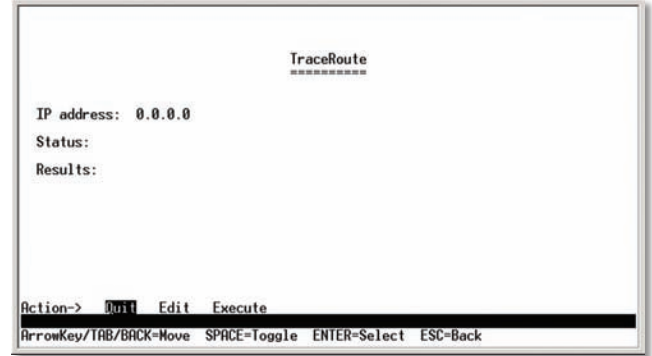 TraceRoute
==========
IP address: 0.0.0.0
Status:
Results:
Action-> Quit Edit Execute
ArrowKey/TAB/BACK=Move SPACE=Toggle ENTER=Select ESC=Back